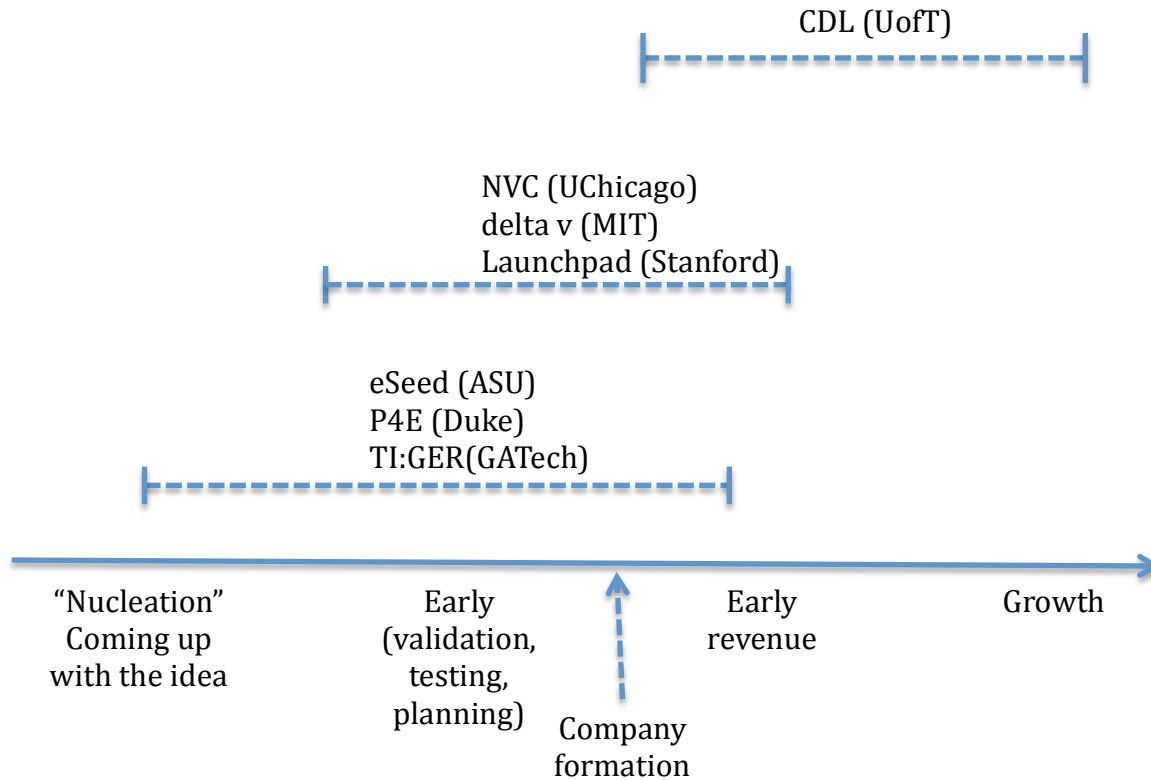 CDL (UofT)
NVC (UChicago)
delta v (MIT)
Launchpad (Stanford)
eSeed (ASU)
P4E (Duke)
TI:GER(GATech)
“Nucleation”
Coming up
with the idea
Early
(validation,
testing,
planning)
Company
formation
Early
revenue
Growth